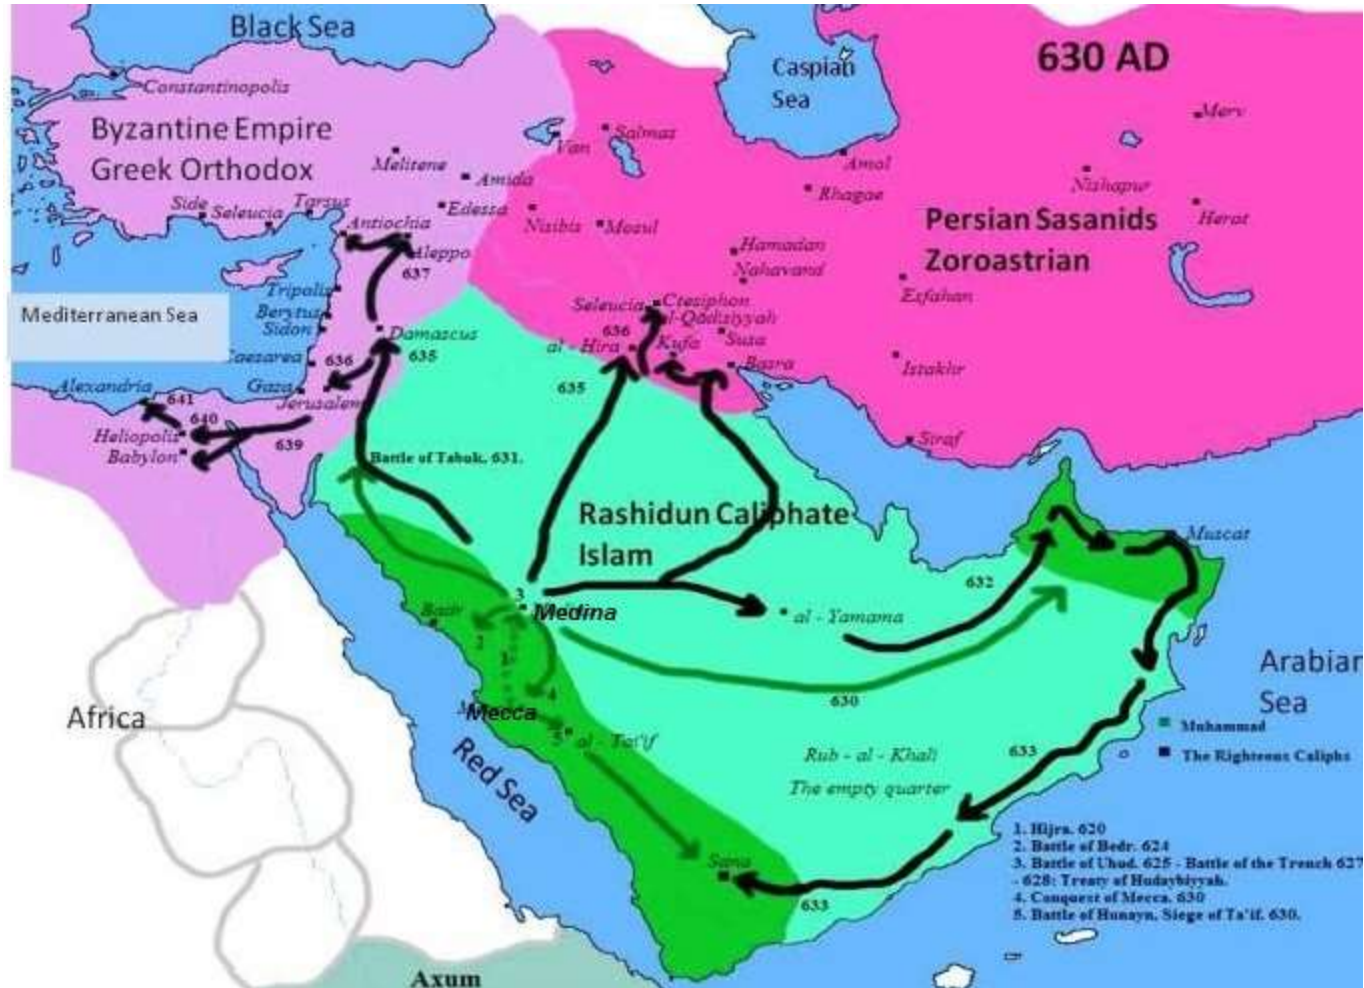 Black Sea
Caspian
Sea
630 AD
Constantinopolis
Byzantine Empire
Greek Orthodox
Van
Salmas
Merv
Melitene
Amida
Amol
Nishapur
Rhagae
Side
Seleucia
Tarsus
Edessa
Nisibis
Mosul
Herat
Persian Sasanids
Zoroastrian
Antiochia
Aleppo
637
Hamadan
Nahavand
Esfahan
Tripolis
Mediterranean Sea
Berytus
Sidon
Damascus
635
Seleucia
Ctesiphon
al-Qadisiyyah
636
Susa
al - Hira
Kufa
Basra
Istakhr
Caesarea
636
Alexandria
Gaza
Jerusalem
635
641
640
Heliopolis
639
Babylon
Battle of Tabuk. 631.
Siraf
Rashidun Caliphate
Islam
Muscat
632
3
Medina
Badr
2
1
al - Yamama
4
630
Mecca
5
al - Tai'if
Africa
Red Sea
Arabian
Sea
Muhammad
The Righteous Caliphs
633
Rub - al - Khali
The empty quarter
Sana
633
1. Hijra. 620
2. Battle of Bedr. 624
3. Battle of Uhod. 625 - Battle of the Trench 627
- 628: Treaty of Hudaybiyyah.
4. Conquest of Mecca. 630
5. Battle of Hunayn, Siege of Ta'if. 630.
Axum